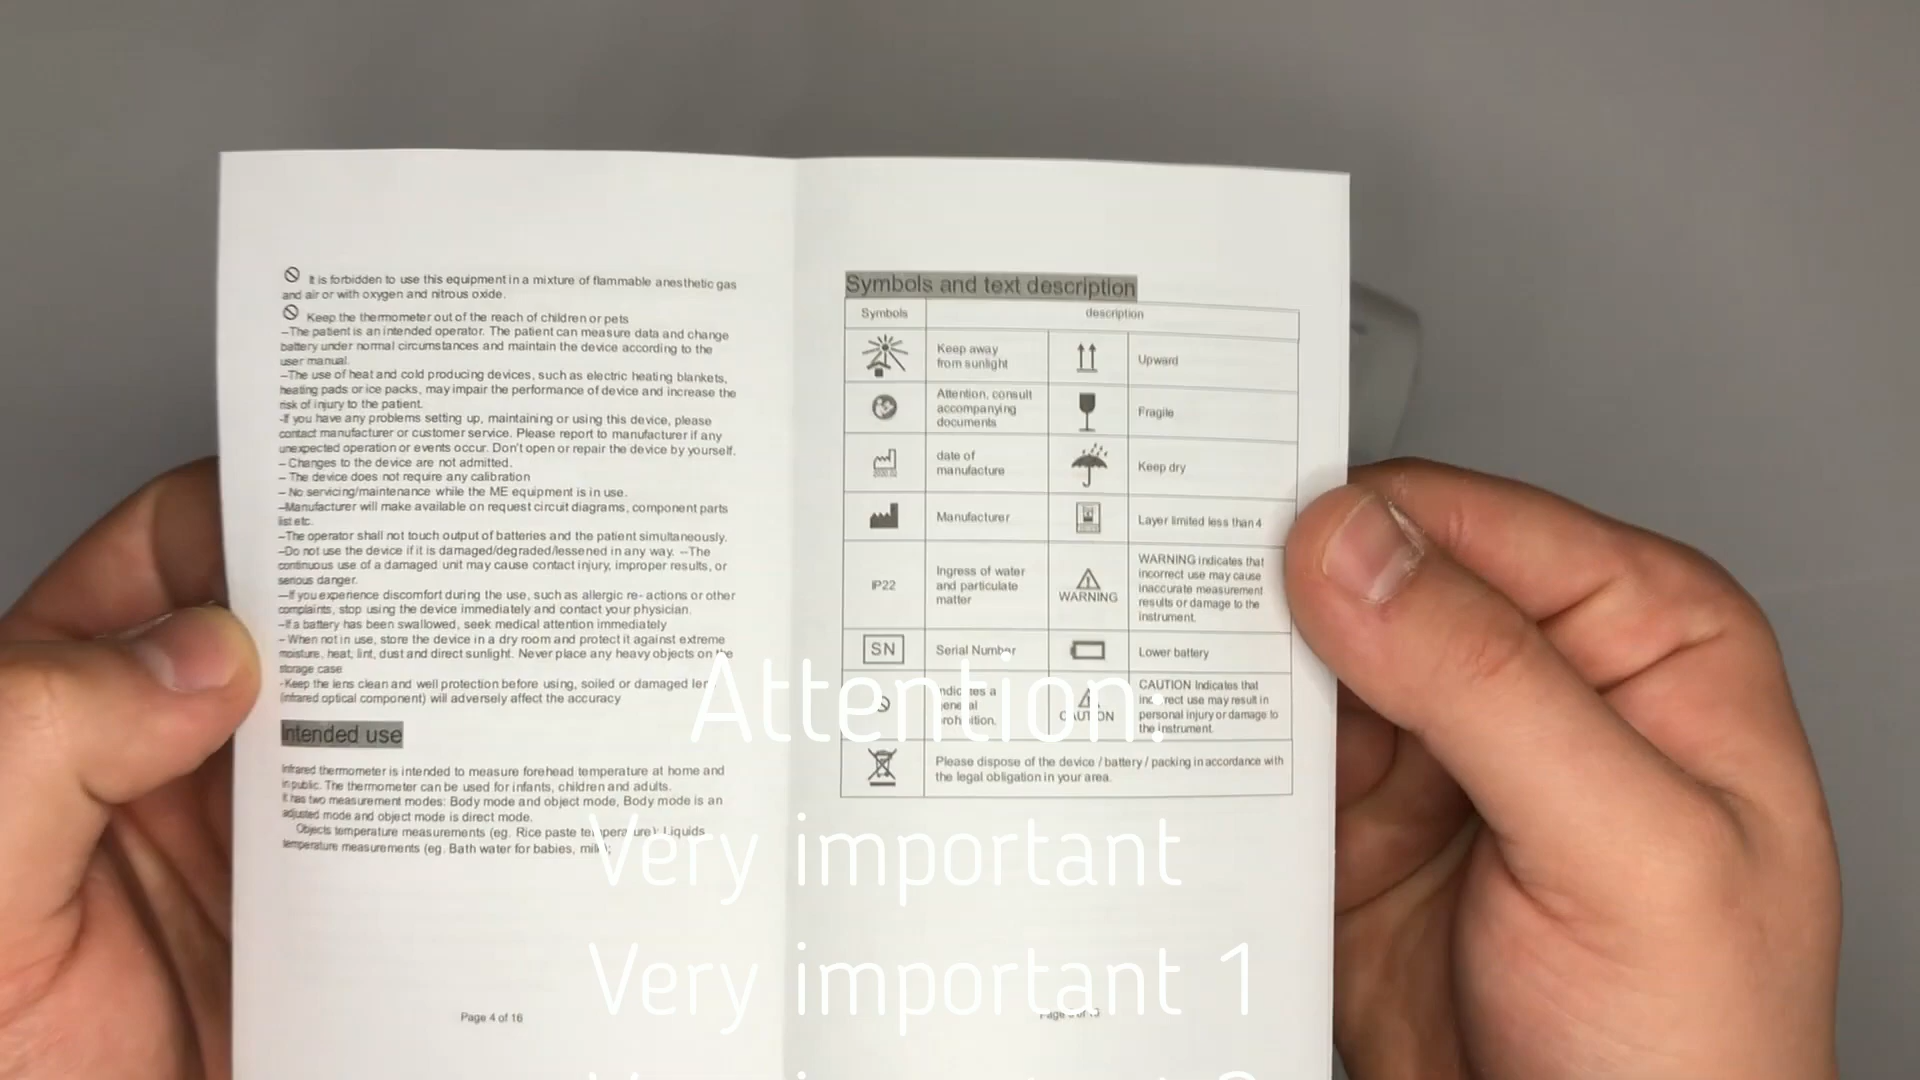 It is forbidden to use this equipment in a mixture of flammable anesthetic gas
and air or with oxygen and nitrous oxide.
Keep the thermometer out of the reach of children or pets
–The patient is an intended operator. The patient can measure data and change
battery under normal circumstances and maintain the device according to the
user manual.
–The use of heat and cold producing devices, such as electric heating blankets,
heating pads or ice packs, may impair the performance of device and increase the
risk of injury to the patient.
-If you have any problems setting up, maintaining or using this device, please
contact manufacturer or customer service. Please report to manufacturer if any
unexpected operation or events occur. Don't open or repair the device by yourself.
– Changes to the device are not admitted.
– The device does not require any calibration
– No servicing/maintenance while the ME equipment is in use.
–Manufacturer will make available on request circuit diagrams, component parts
list etc.
–The operator shall not touch output of batteries and the patient simultaneously.
–Do not use the device if it is damaged/degraded/lessened in any way. –The
continuous use of a damaged unit may cause contact injury, improper results, or
serious danger.
—If you experience discomfort during the use, such as allergic re- actions or other
complaints, stop using the device immediately and contact your physician.
–If a battery has been swallowed, seek medical attention immediately
– When not in use, store the device in a dry room and protect it against extreme
moisture, heat, lint, dust and direct sunlight. Never place any heavy objects on the
storage case
-Keep the lens clean and well protection before using, soiled or damaged
(infrared optical component) will adversely affect the accuracy
Intended use
Infrared thermometer is intended to measure forehead temperature at home and
in public. The thermometer can be used for infants, children and adults.
It has two measurement modes: Body mode and object mode, Body mode is an
adjusted mode and object mode is direct mode.
Objects temperature measurements (eg. Rice paste temperature); Liquids
temperature measurements (eg. Bath water for babies, milk);
Page 4 of 16
Symbols and text description
Symbols description
Keep away
from sunlight
Upward
Attention, consult
accompanying
documents
Fragile
date of
manufacture
Keep dry
Manufacturer
Layer limited less than 4
IP22
Ingress of water
and particulate
matter
WARNING
WARNING indicates that
incorrect use may cause
inaccurate measurement
results or damage to the
instrument.
SN
Serial Number
Lower battery
indicates a
general
prohibition.
CAUTION
CAUTION Indicates that
incorrect use may result in
personal injury or damage to
the instrument.
Please dispose of the device / battery / packing in accordance with
the legal obligation in your area.
Attention:
Very important
Very important 1